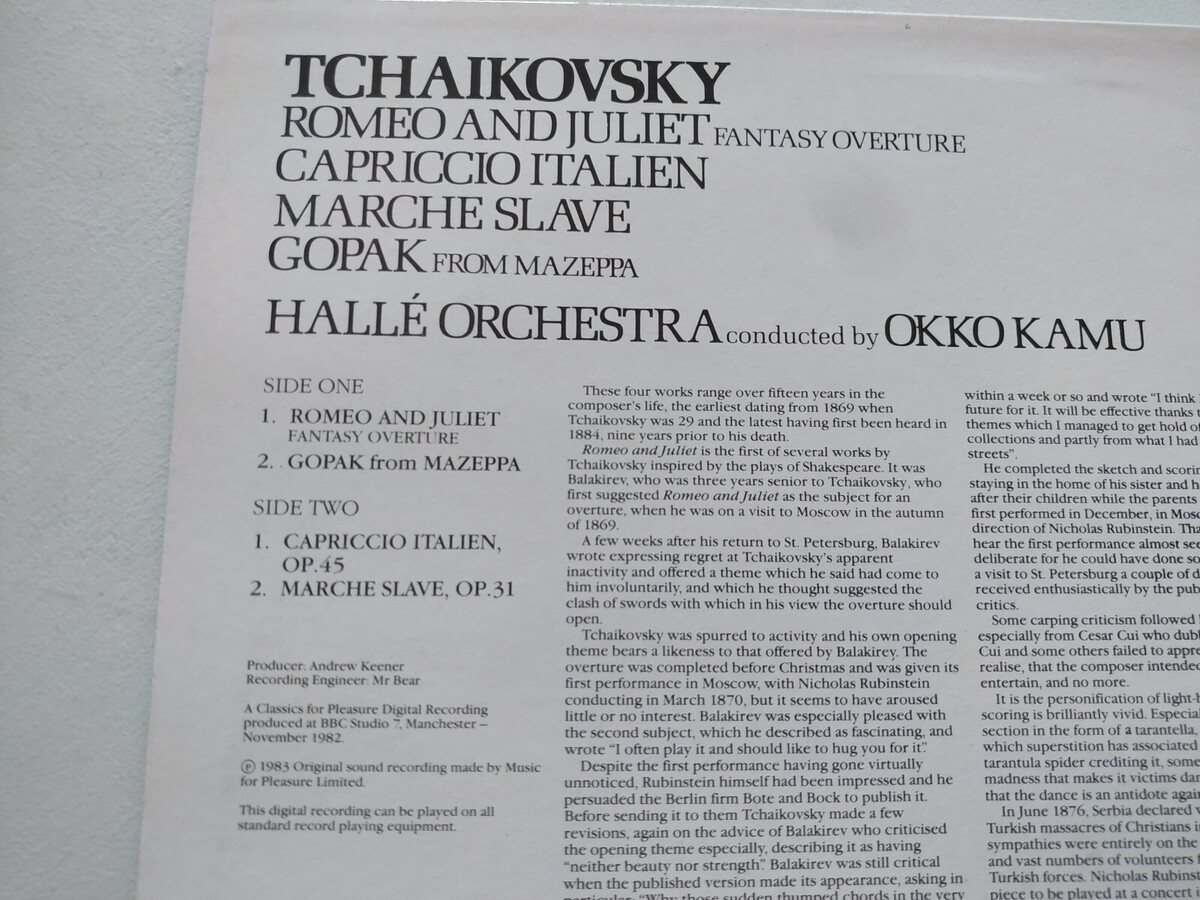 TCHAIKOVSKY
ROMEO AND JULIET FANTASY OVERTURE
CAPRICCIO ITALIEN
MARCHE SLAVE
GOPAK FROM MAZEPPA
HALLÉ ORCHESTRA conducted by OKKO KAMU
SIDE ONE
1. ROMEO AND JULIET
FANTASY OVERTURE
2. . GOPAK from MAZEPPA
SIDE TWO
1. CAPRICCIO ITALIEN,
OP.45
2. MARCHE SLAVE, OP.31
Producer: Andrew Keener
Recording Engineer: Mr Bear
A Classics for Pleasure Digital Recording
produced at BBC Studio 7, Manchester –
November 1982.
Ⓟ 1983 Original sound recording made by Music
for Pleasure Limited.
This digital recording can be played on all
standard record playing equipment.
These four works range over fifteen years in the
composer's life, the earliest dating from 1869 when
Tchaikovsky was 29 and the latest having first been heard in
1884, nine years prior to his death.
Romeo and Juliet is the first of several works by
Tchaikovsky inspired by the plays of Shakespeare. It was
Balakirev, who was three years senior to Tchaikovsky, who
first suggested Romeo and Juliet as the subject for an
overture, when he was on a visit to Moscow in the autumn
of 1869.
A few weeks after his return to St. Petersburg, Balakirev
wrote expressing regret at Tchaikovsky's apparent
inactivity and offered a theme which he said had come to
him involuntarily, and which he thought suggested the
clash of swords with which in his view the overture should
open.
Tchaikovsky was spurred to activity and his own opening
theme bears a likeness to that offered by Balakirev. The
overture was completed before Christmas and was given its
first performance in Moscow, with Nicholas Rubinstein
conducting in March 1870, but it seems to have aroused
little or no interest. Balakirev was especially pleased with
the second subject, which he described as fascinating, and
wrote "I often play it and should like to hug you for it".
Despite the first performance having gone virtually
unnoticed, Rubinstein himself had been impressed and he
persuaded the Berlin firm Bote and Bock to publish it.
Before sending it to them Tchaikovsky made a few
revisions, again on the advice of Balakirev who criticised
the opening theme especially, describing it as having
"neither beauty nor strength". Balakirev was still critical
when the published version made its appearance, asking in
particular: "Why those sudden thumped chords in the very
within a week or so and wrote "I think
future for it. It will be effective thanks t
themes which I managed to get hold of
collections and partly from what I had
streets".
He completed the sketch and scorin
staying in the home of his sister and h
after their children while the parents
first performed in December, in Mosc
direction of Nicholas Rubinstein. Tha
hear the first performance almost see
deliberate for he could have done so
a visit to St. Petersburg a couple of d
received enthusiastically by the pub
critics.
Some carping criticism followed
especially from Cesar Cui who dubl
Cui and some others failed to appre
realise, that the composer intended
entertain, and no more.
It is the personification of light-h
scoring is brilliantly vivid. Especial
section in the form of a tarantella,
which superstition has associated
tarantula spider crediting it, some
madness that makes it victims dan
that the dance is an antidote again
In June 1876, Serbia declared w
Turkish massacres of Christians i
sympathies were entirely on the
and vast numbers of volunteers
Turkish forces. Nicholas Rubinst
piece to be played at a concert i